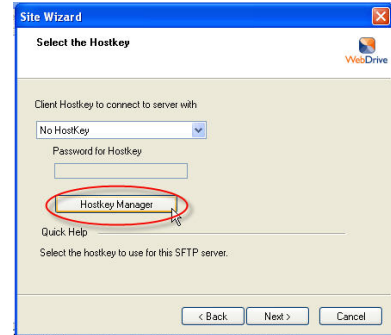 Site Wizard
Select the Hostkey
WebDrive
Client Hostkey to connect to server with
No HostKey
Password for Hostkey
Hostkey Manager
Quick Help
Select the hostkey to use for this SFTP server.
< Back Next > Cancel